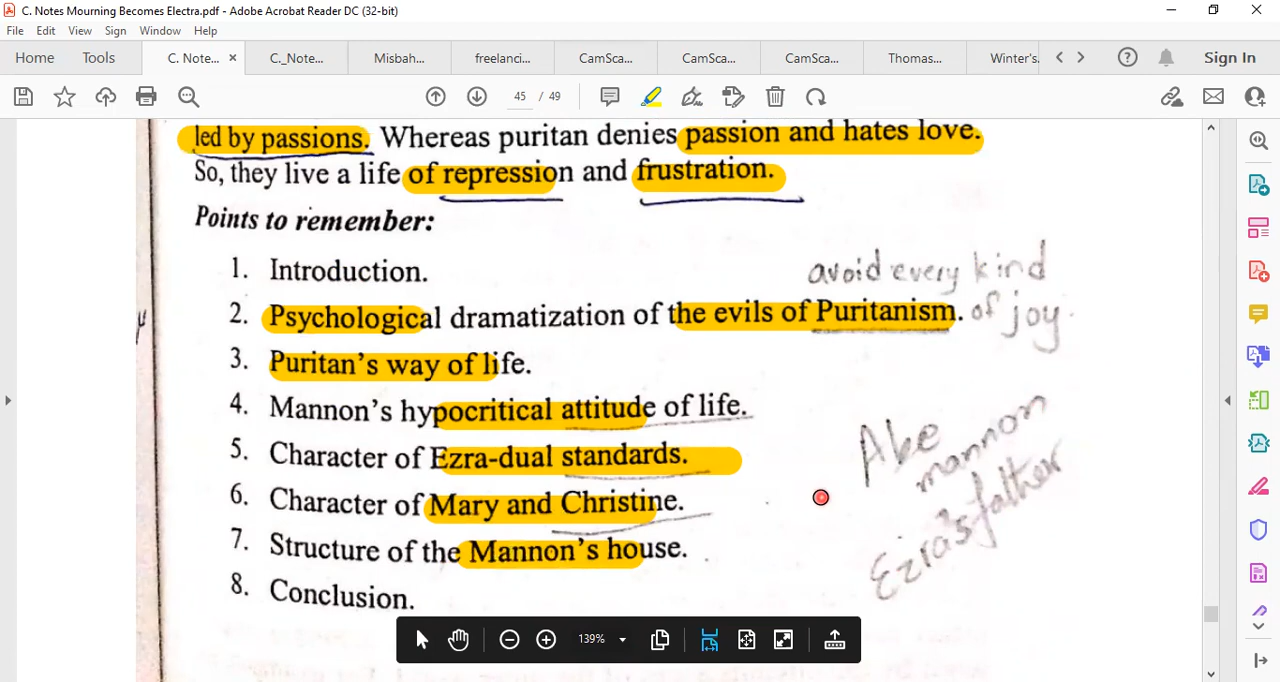 C. Notes Mourning Becomes Electra.pdf - Adobe Acrobat Reader DC (32-bit)
File Edit View Sign Window Help
Home Tools C. Note... × C._Note... Misbah... freelanci... CamSca... CamSca... CamSca... Thomas... Winter's Sign In
45 / 49
led by passions. Whereas puritan denies passion and hates love.
So, they live a life of repression and frustration.
Points to remember:
1. Introduction.
avoid every kind
2. Psychological dramatization of the evils of Puritanism. of joy.
3. Puritan's way of life.
4. Mannon's hypocritical attitude of life.
5. Character of Ezra-dual standards.
6. Character of Mary and Christine.
7. Structure of the Mannon's house.
8. Conclusion.
Abe
mannon
Ezra's father
139%